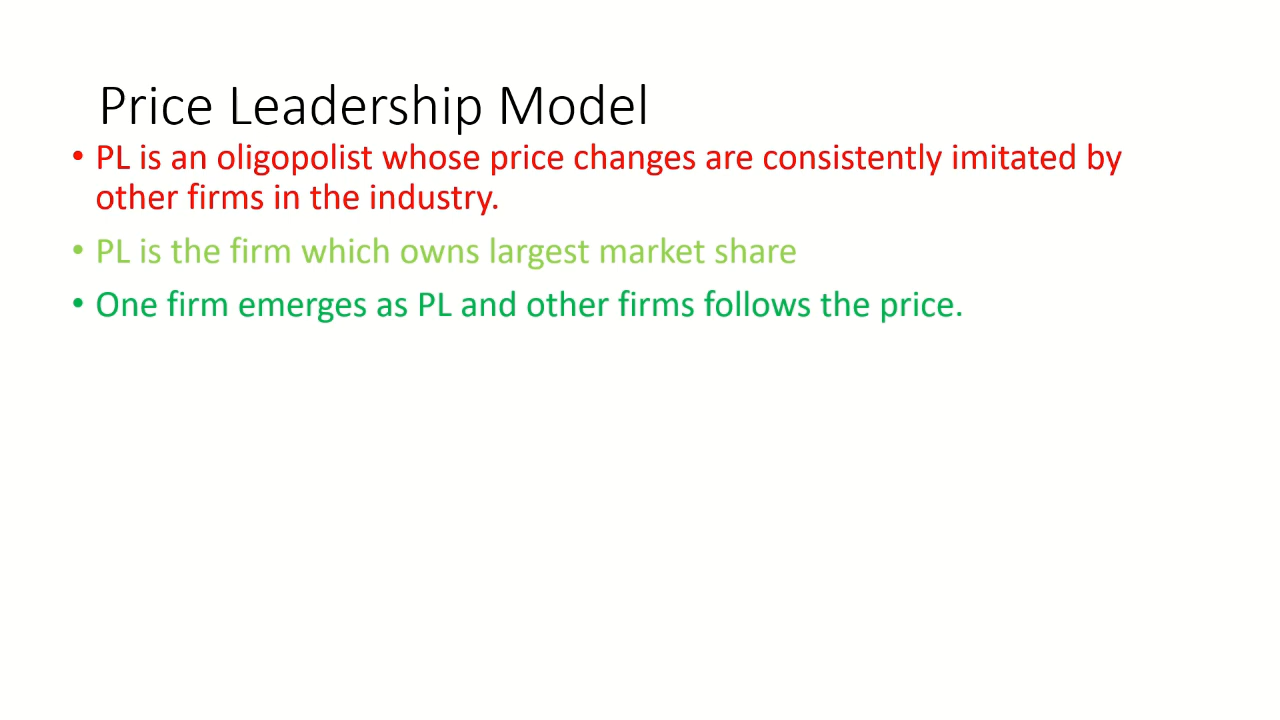 Price Leadership Model
• PL is an oligopolist whose price changes are consistently imitated by
other firms in the industry.
• PL is the firm which owns largest market share
• One firm emerges as PL and other firms follows the price.